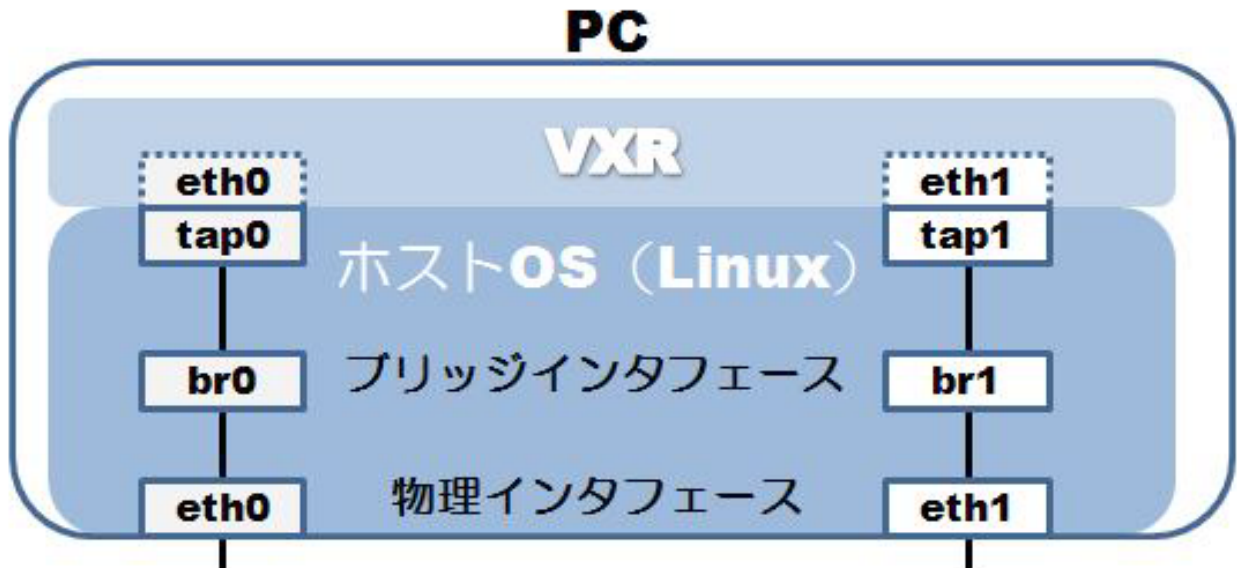 PC
VXR
eth0
eth1
tap0
tap1
ホストOS（Linux）
br0
ブリッジインタフェース
br1
eth0
物理インタフェース
eth1